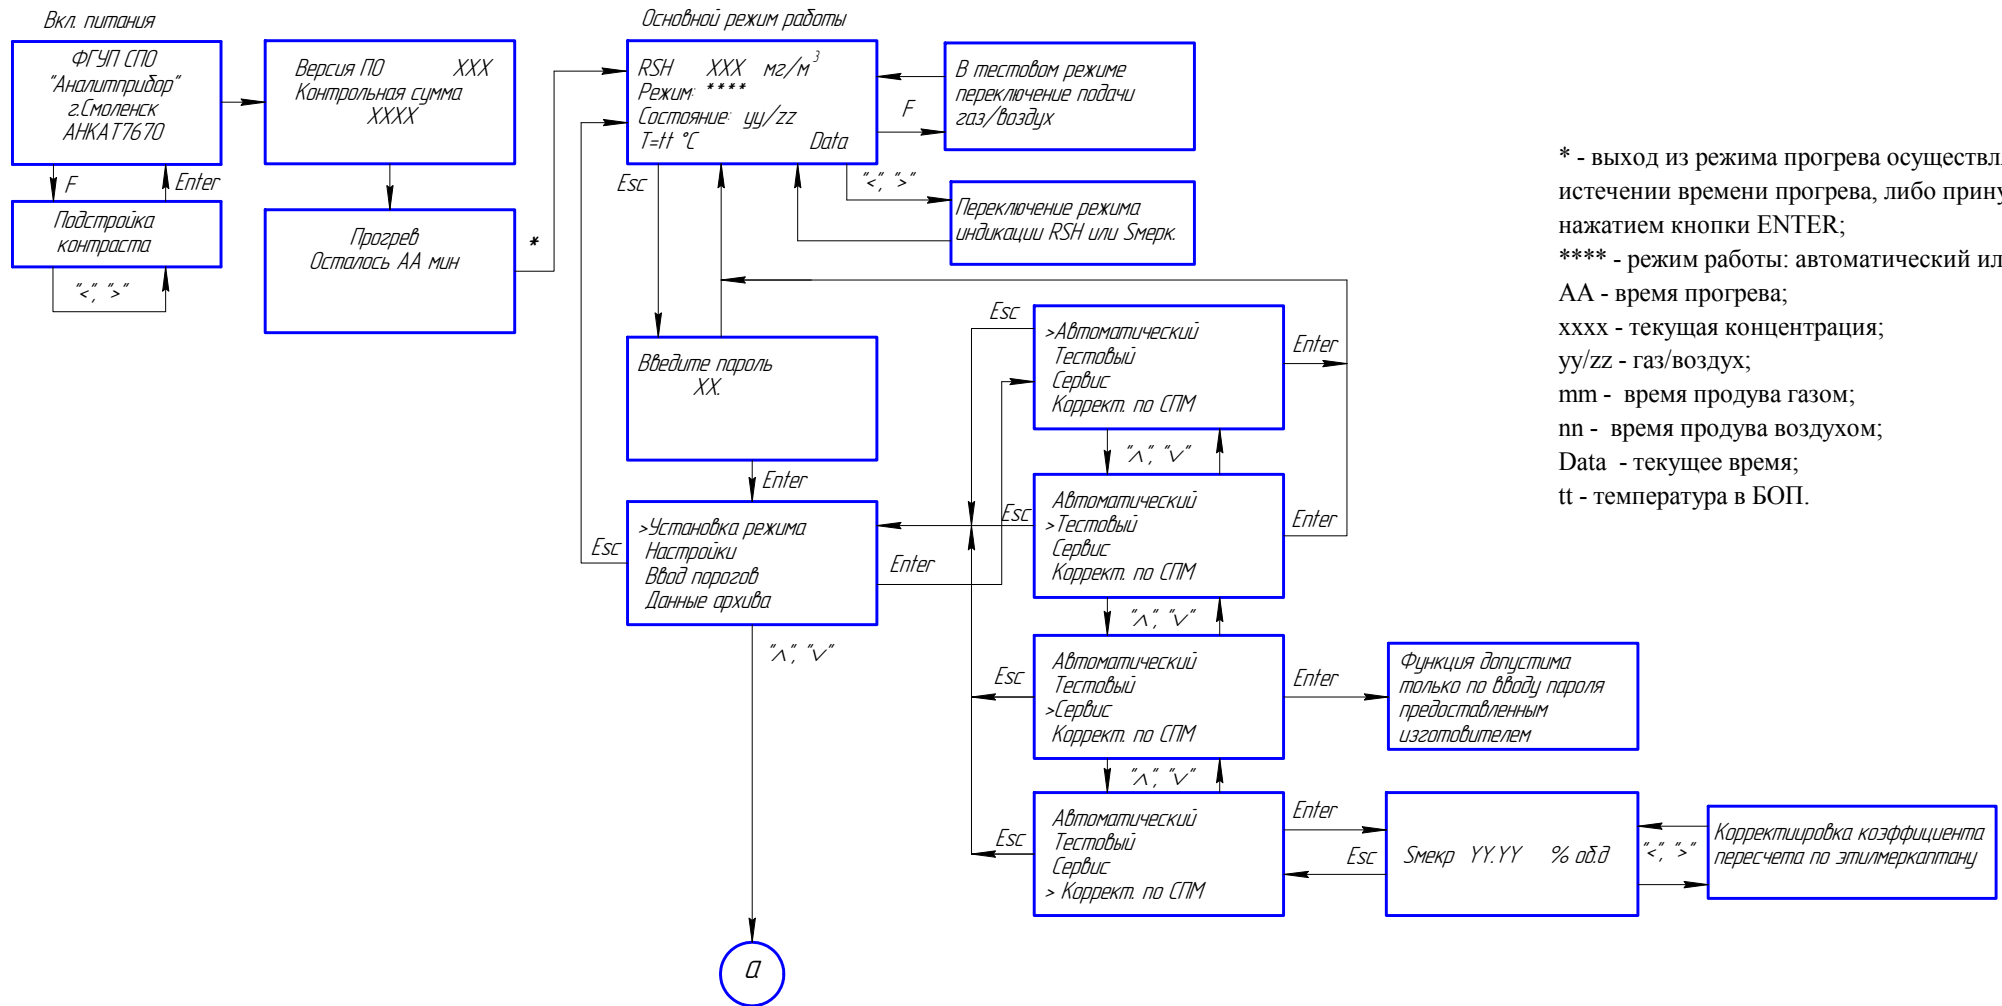 Вкл. питания
ФГУП СПО
"Аналитприбор"
г.Смоленск
АНКАТ7670
F
Enter
Подстройка
контраста
"<", ">"
Версия ПО XXX
Контрольная сумма
XXXX
Прогрев
Осталось АА мин
*
Основной режим работы
RSH XXX мг/м³
Режим: ****
Состояние: yy/zz
T=tt °C Data
F
В тестовом режиме
переключение подачи
газ/воздух
Esc
"<", ">"
Переключение режима
индикации RSH или Sмерк.
Введите пароль
XX.
Enter
>Установка режима
Настройки
Ввод порогов
Данные архива
Esc
Enter
"∧", "∨"
а
Esc
>Автоматический
Тестовый
Сервис
Коррект. по СПМ
Enter
"∧", "∨"
Esc
Автоматический
>Тестовый
Сервис
Коррект. по СПМ
Enter
"∧", "∨"
Esc
Автоматический
Тестовый
>Сервис
Коррект. по СПМ
Enter
Функция допустима
только по вводу пароля
предоставленным
изготовителем
"∧", "∨"
Esc
Автоматический
Тестовый
Сервис
> Коррект. по СПМ
Enter
Esc
Sмекр YY.YY % об.д
"<", ">"
Корректиировка коэффициента
пересчета по этилмеркаптану
* - выход из режима прогрева осуществл
истечении времени прогрева, либо прину
нажатием кнопки ENTER;
**** - режим работы: автоматический ил
АА - время прогрева;
xxxx - текущая концентрация;
yy/zz - газ/воздух;
mm - время продува газом;
nn - время продува воздухом;
Data - текущее время;
tt - температура в БОП.